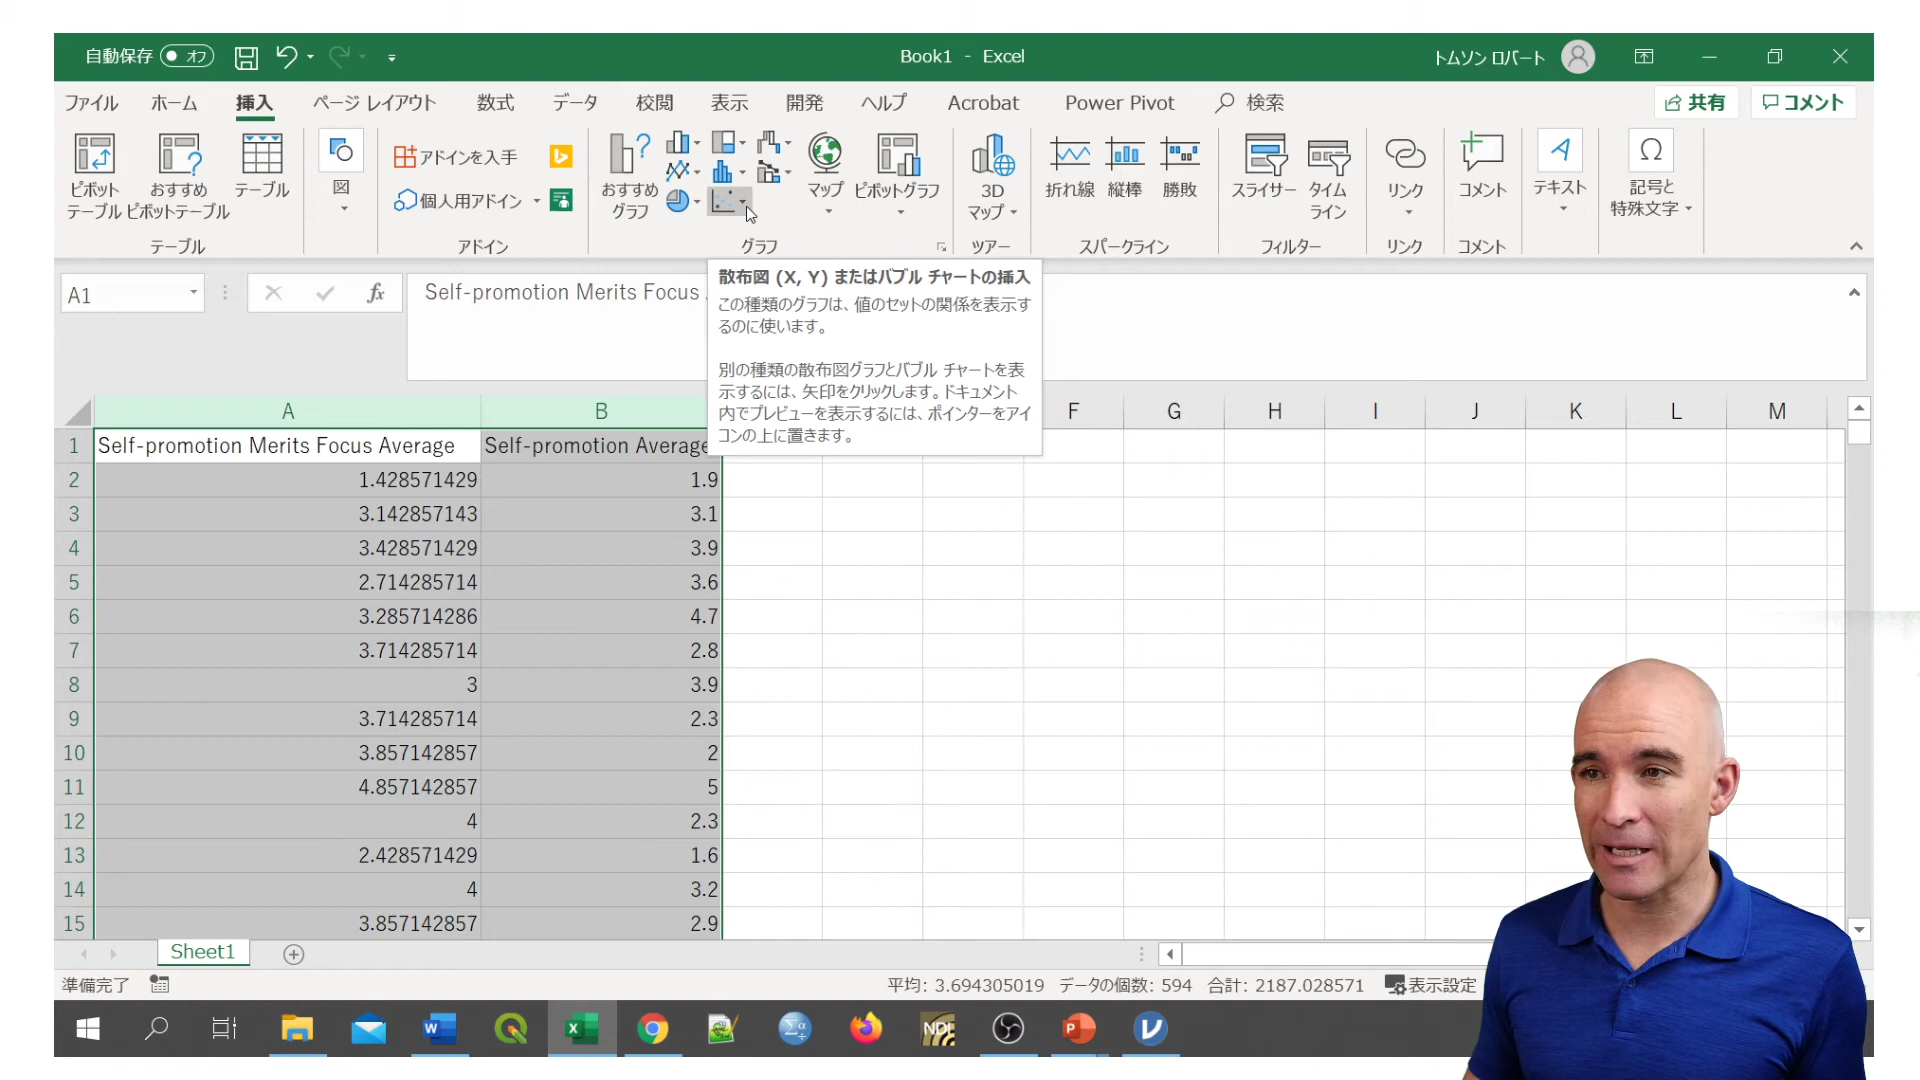 自動保存 オフ Book1 - Excel トムソン ロバート
ファイル ホーム 挿入 ページ レイアウト 数式 データ 校閲 表示 開発 ヘルプ Acrobat Power Pivot 検索 共有 コメント
ピボット
テーブル
おすすめ
ピボットテーブル
テーブル
テーブル
図
アドインを入手
個人用アドイン
アドイン
おすすめ
グラフ
マップ
ピボットグラフ
グラフ
3D
マップ
ツアー
折れ線 縦棒 勝敗
スパークライン
スライサー
タイム
ライン
フィルター
リンク
リンク
コメント
コメント
テキスト
記号と
特殊文字
A1 fx Self-promotion Merits Focus
散布図 (X, Y) またはバブル チャートの挿入
この種類のグラフは、値のセットの関係を表示す
るのに使います。
別の種類の散布図グラフとバブル チャートを表
示するには、矢印をクリックします。ドキュメント
内でプレビューを表示するには、ポインターをアイ
コンの上に置きます。
A B F G H I J K L M
1 Self-promotion Merits Focus Average Self-promotion Average
2 1.428571429 1.9
3 3.142857143 3.1
4 3.428571429 3.9
5 2.714285714 3.6
6 3.285714286 4.7
7 3.714285714 2.8
8 3 3.9
9 3.714285714 2.3
10 3.857142857 2
11 4.857142857 5
12 4 2.3
13 2.428571429 1.6
14 4 3.2
15 3.857142857 2.9
Sheet1
準備完了 平均: 3.694305019 データの個数: 594 合計: 2187.028571 表示設定
NDI